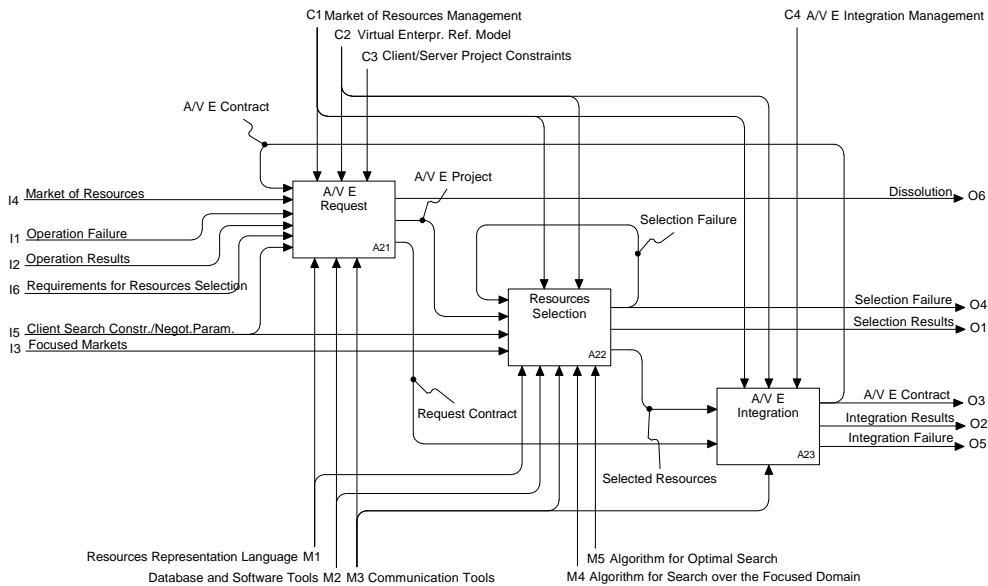 C1 Market of Resources Management
C4 A/V E Integration Management
C2 Virtual Enterpr. Ref. Model
C3 Client/Server Project Constraints
A/V E Contract
A/V E Project
A/V E
Request
A21
I4 Market of Resources
Dissolution O6
I1 Operation Failure
Selection Failure
I2 Operation Results
I6 Requirements for Resources Selection
Resources
Selection
A22
Selection Failure O4
I5 Client Search Constr./Negot.Param.
Selection Results O1
I3 Focused Markets
A/V E
Integration
A23
A/V E Contract O3
Request Contract
Integration Results O2
Integration Failure O5
Selected Resources
Resources Representation Language M1
M5 Algorithm for Optimal Search
Database and Software Tools M2
M3 Communication Tools
M4 Algorithm for Search over the Focused Domain